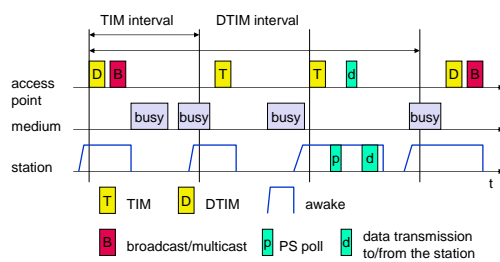 TIM interval DTIM interval
D B T T d D B
access
point
medium busy busy busy busy
station p d
t
T TIM D DTIM awake
B broadcast/multicast p PS poll d data transmission
to/from the station